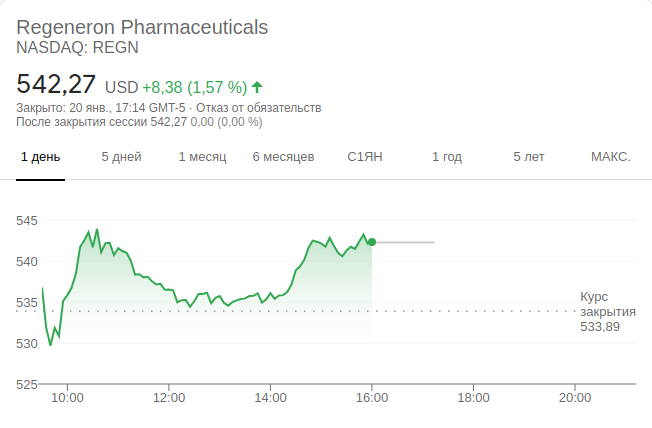 Regeneron Pharmaceuticals
NASDAQ: REGN
542,27 USD +8,38 (1,57 %)
Закрыто: 20 янв., 17:14 GMT-5 · Отказ от обязательств
После закрытия сессии 542,27 0,00 (0,00 %)
1 день 5 дней 1 месяц 6 месяцев С1ЯН 1 год 5 лет МАКС.
545
540
535
530
525
Курс
закрытия
533,89
10:00 12:00 14:00 16:00 18:00 20:00